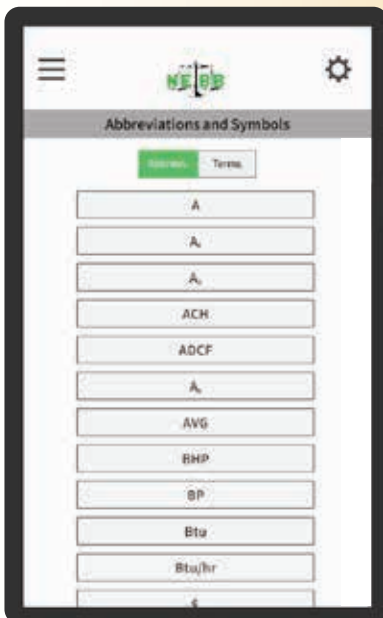 NEBB
Abbreviations and Symbols
Terms
A
ACH
ADCF
AVG
BHP
BP
Btu
Btu/hr